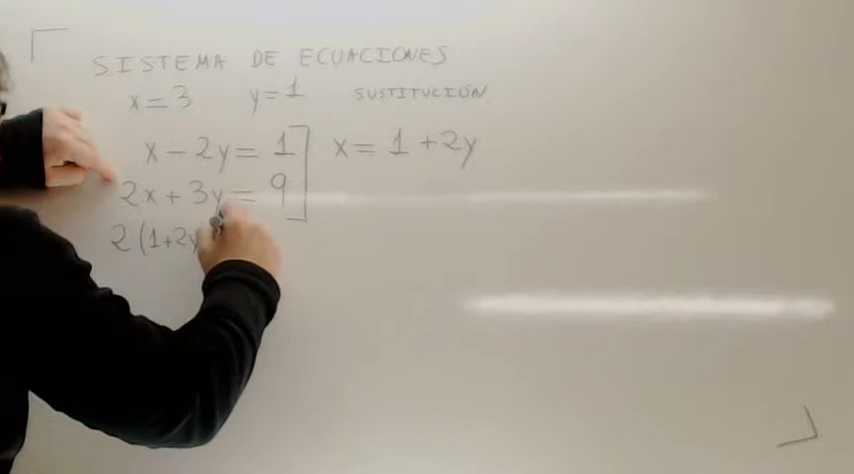 SISTEMA DE ECUACIONES
x=3 y=1 SUSTITUCIÓN
x-2y=1 x=1+2y
2x+3y=9
2(1+2y